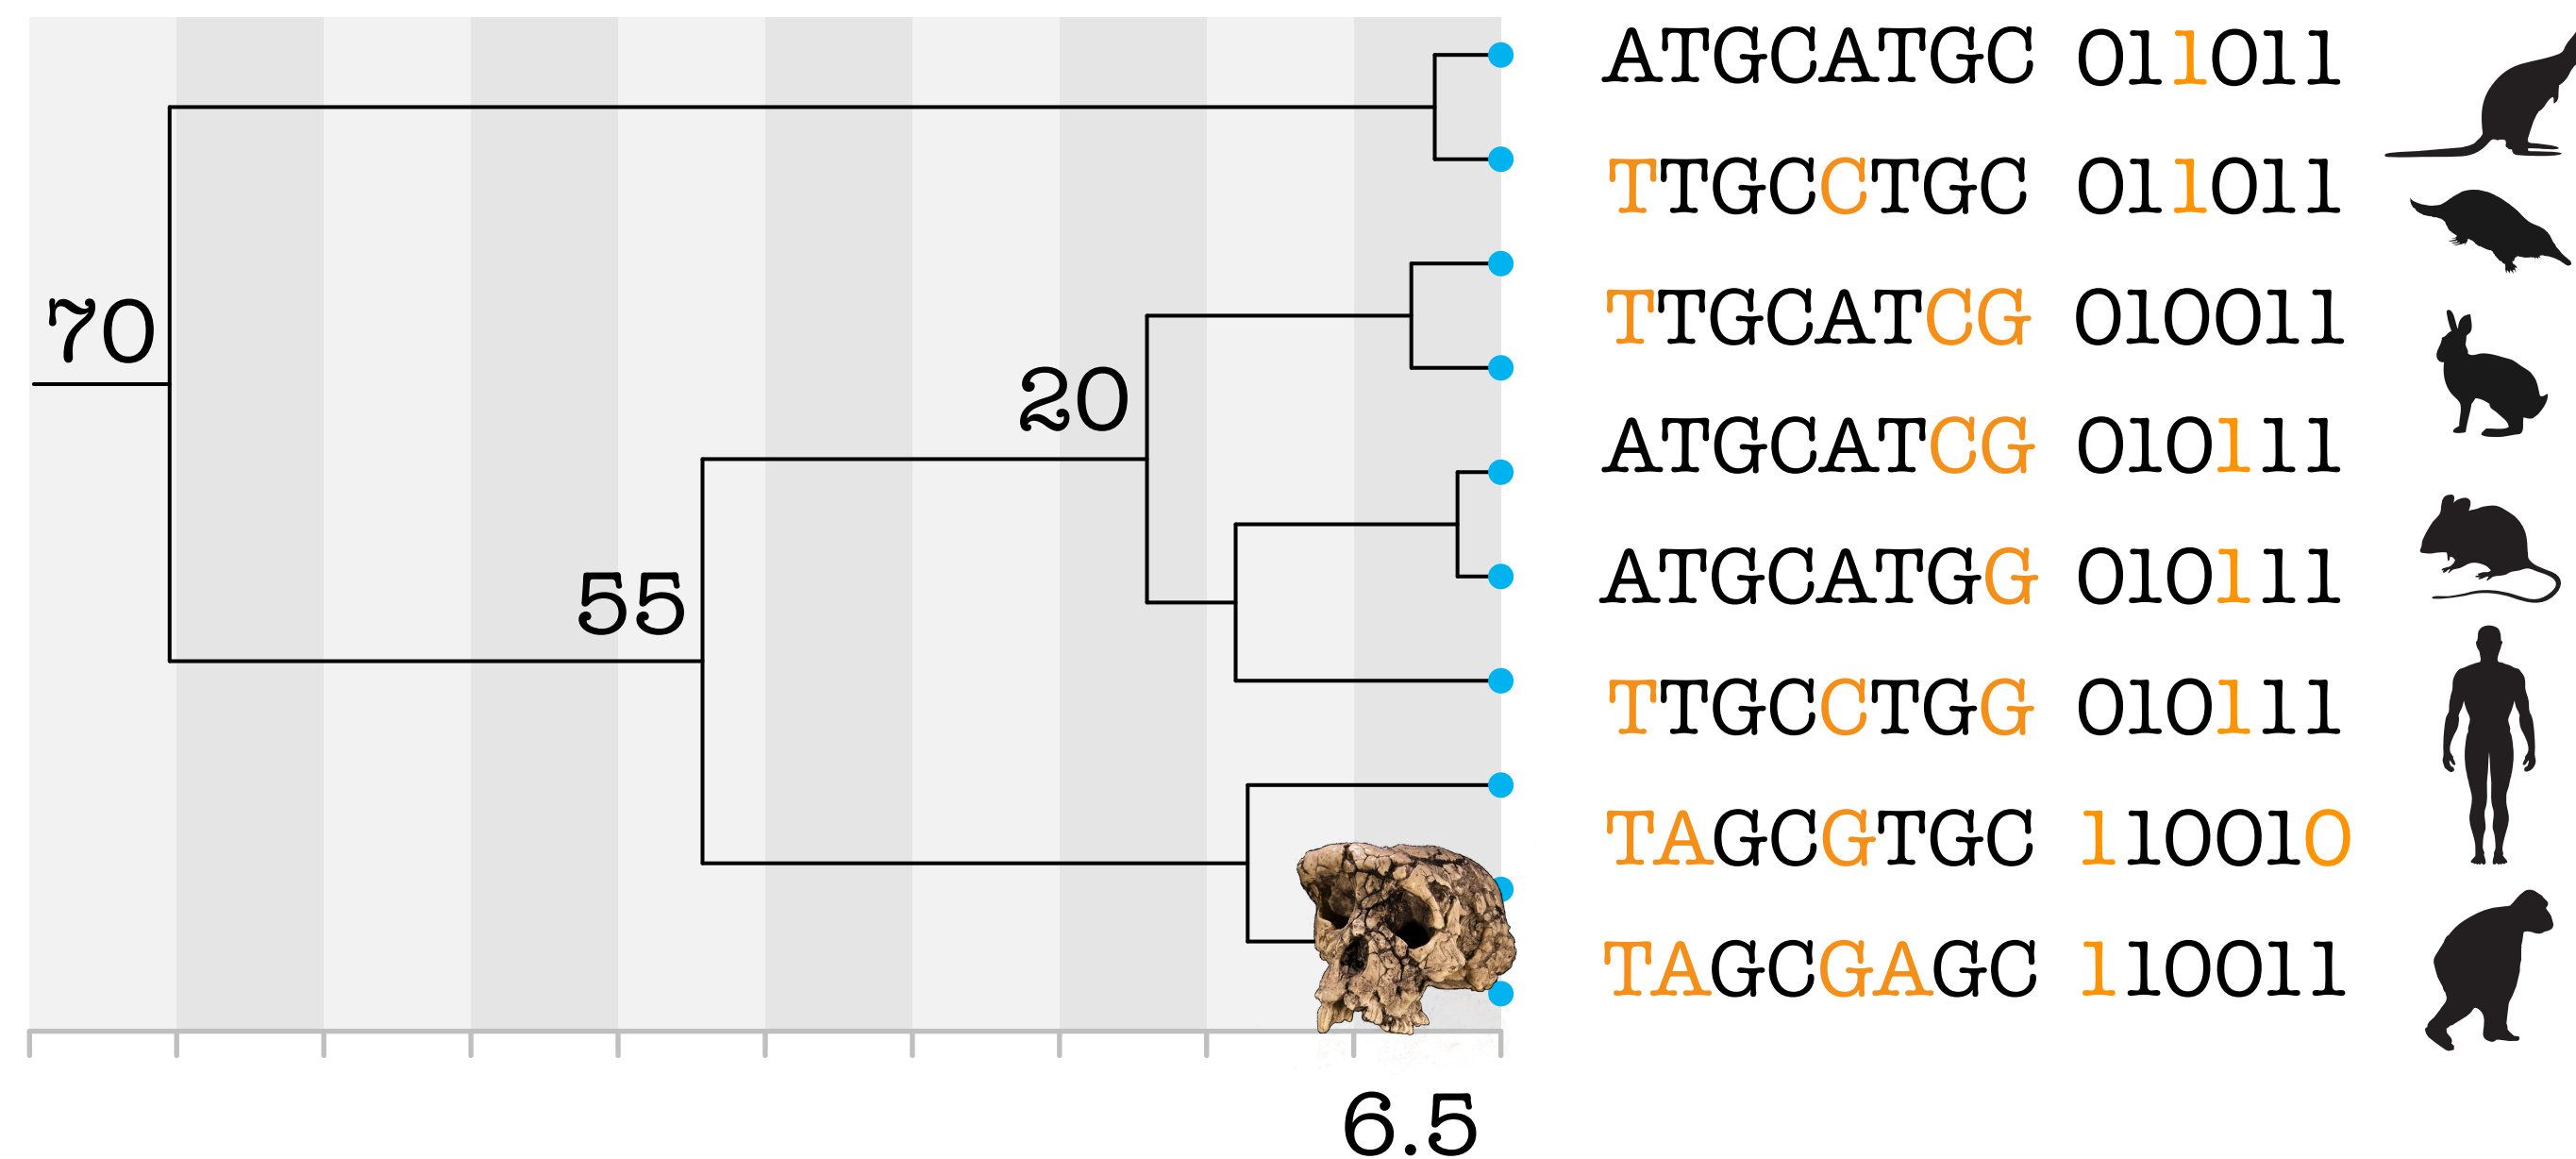 ATGCATGC 011011
TTGCCTGC 011011
TTGCATCG 010011
70
20
ATGCATCG 010111
55
ATGCATGG 010111
TTGCCTGG 010111
TAGCGTGC 110010
TAGCGAGC 110011
6.5